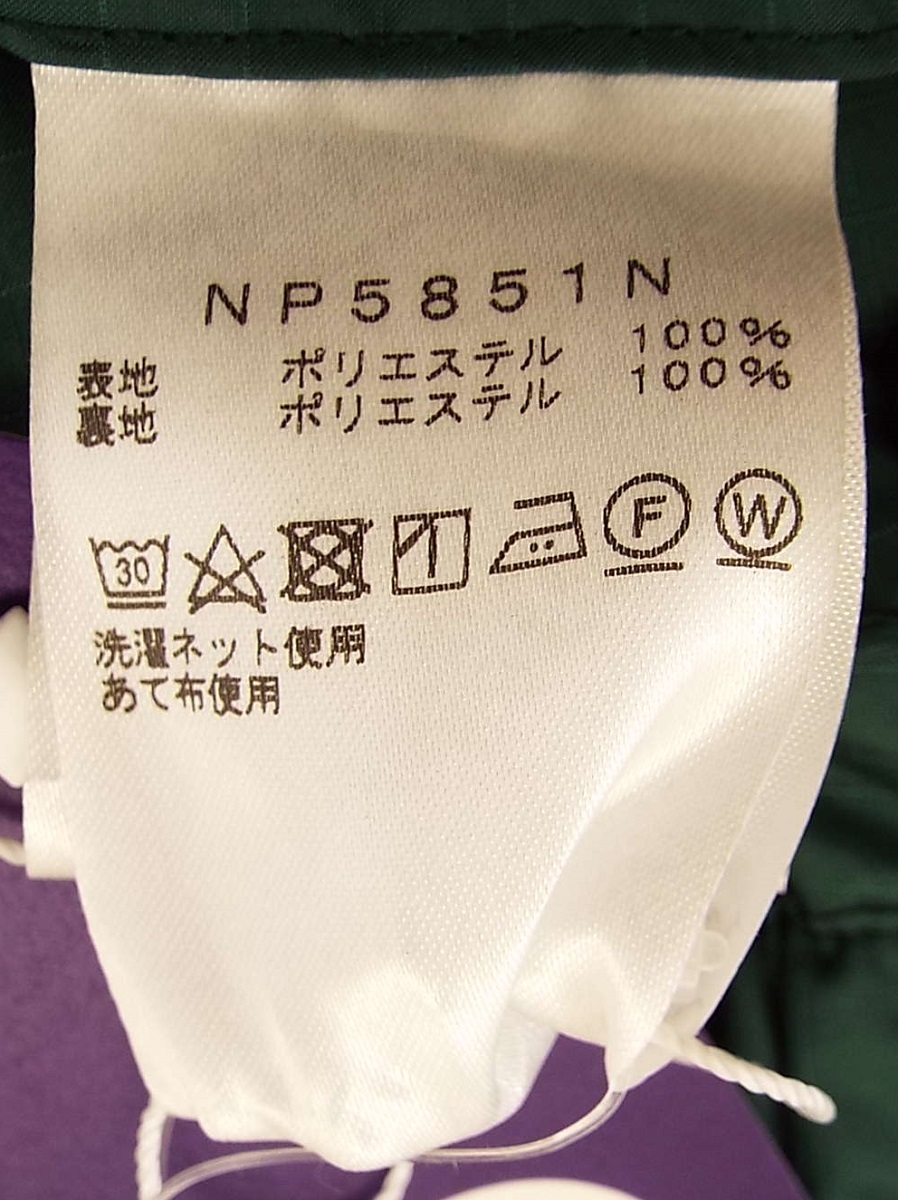 NP5851N
表地 ポリエステル 100%
裏地 ポリエステル 100%
30 F W
洗濯ネット使用
あて布使用